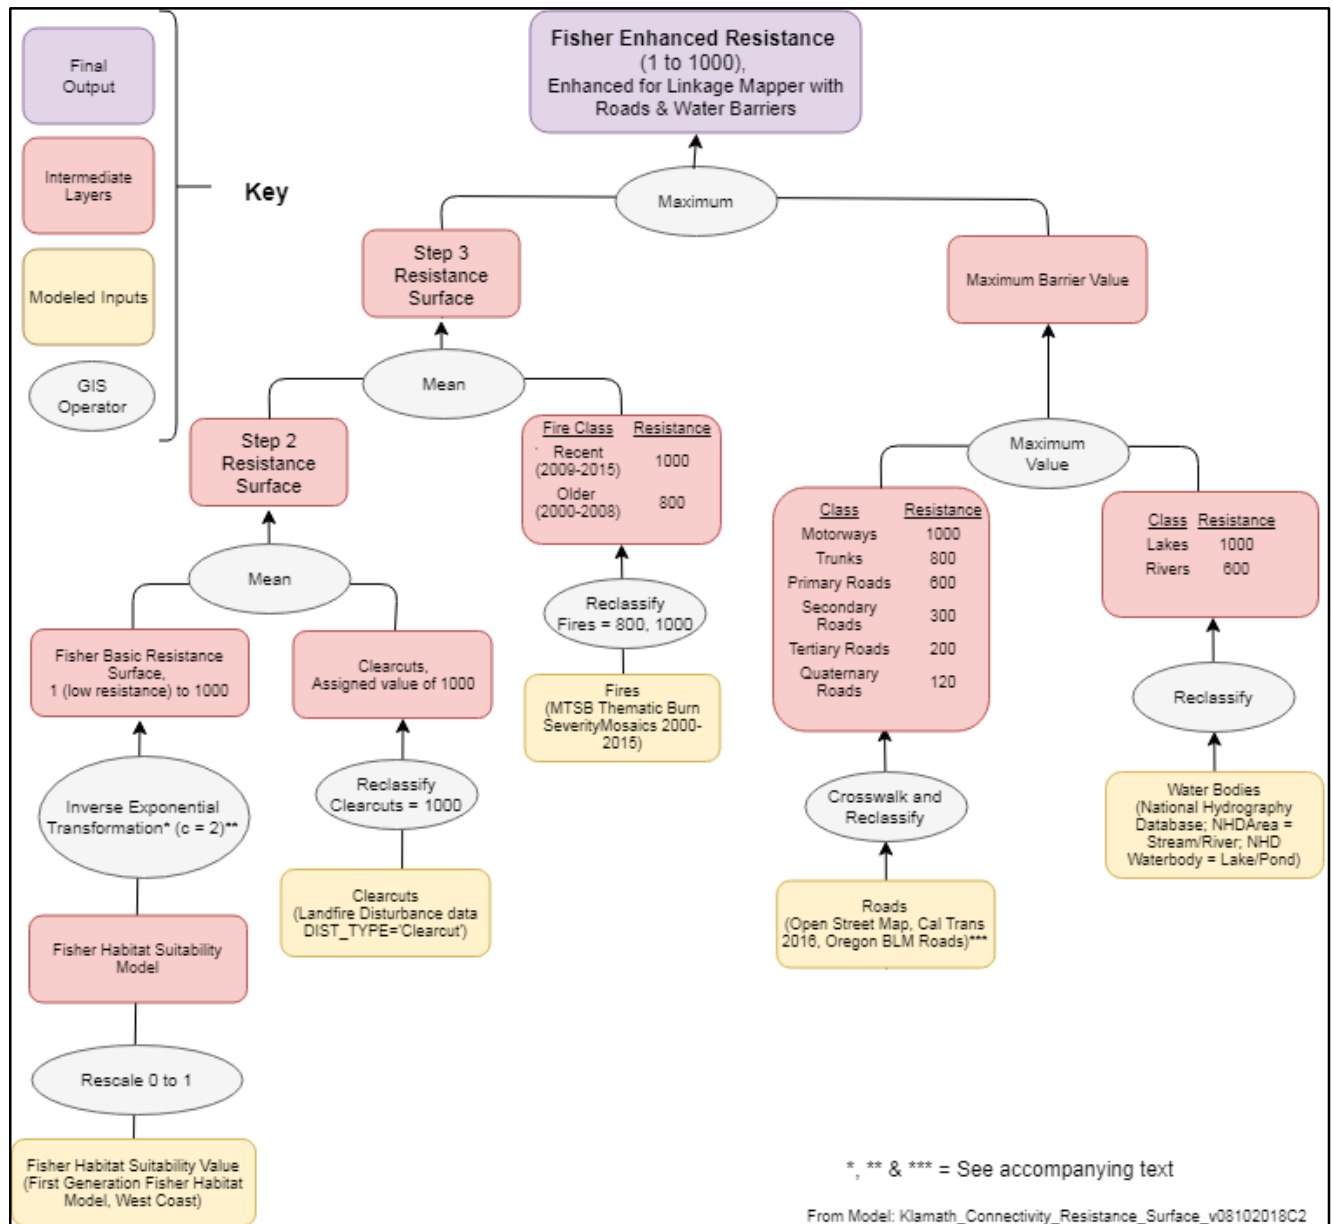 Final
Output
Intermediate
Layers
Modeled Inputs
GIS
Operator
Key
Fisher Enhanced Resistance
(1 to 1000),
Enhanced for Linkage Mapper with
Roads & Water Barriers
Maximum
Step 3
Resistance
Surface
Maximum Barrier Value
Mean
Step 2
Resistance
Surface
Fire Class Resistance
Recent
(2009-2015) 1000
Older
(2000-2008) 800
Maximum
Value
Class Resistance
Motorways 1000
Trunks 800
Primary Roads 600
Secondary
Roads 300
Tertiary Roads 200
Quaternary
Roads 120
Class Resistance
Lakes 1000
Rivers 600
Mean
Reclassify
Fires = 800, 1000
Fisher Basic Resistance
Surface,
1 (low resistance) to 1000
Clearcuts,
Assigned value of 1000
Fires
(MTSB Thematic Burn
SeverityMosaics 2000-
2015)
Reclassify
Inverse Exponential
Transformation* (c = 2)**
Reclassify
Clearcuts = 1000
Crosswalk and
Reclassify
Water Bodies
(National Hydrography
Database; NHDArea =
Stream/River; NHD
Waterbody = Lake/Pond)
Clearcuts
(Landfire Disturbance data
DIST_TYPE='Clearcut')
Roads
(Open Street Map, Cal Trans
2016, Oregon BLM Roads)***
Fisher Habitat Suitability
Model
Rescale 0 to 1
Fisher Habitat Suitability Value
(First Generation Fisher Habitat
Model, West Coast)
*, ** & *** = See accompanying text
From Model: Klamath_Connectivity_Resistance_Surface_v08102018C2